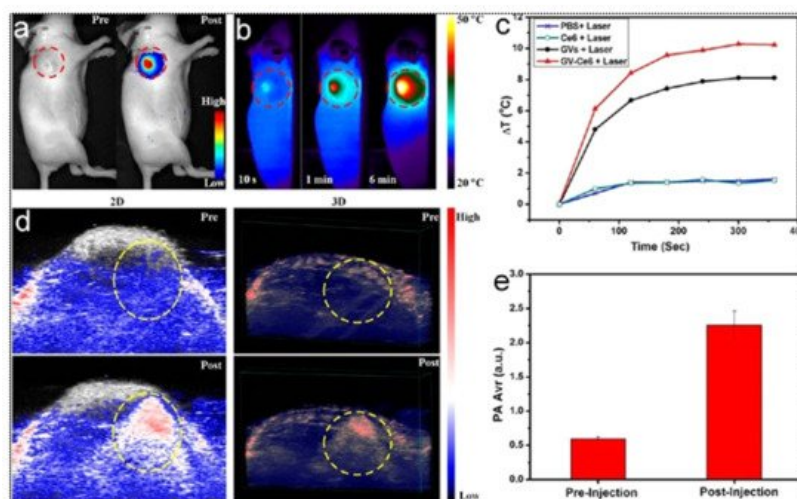 a
Pre
Post
High
Low
b
10 s
1 min
6 min
50 °C
20 °C
c
PBS+ Laser
Ce6 + Laser
GVs + Laser
GV-Ce6 + Laser
ΔT (°C)
12
10
8
6
4
2
0
0
100
200
300
400
Time (Sec)
d
2D
3D
Pre
Pre
Post
Post
High
Low
e
PA Avr (a.u.)
3.0
2.5
2.0
1.5
1.0
0.5
0.0
Pre-Injection
Post-Injection